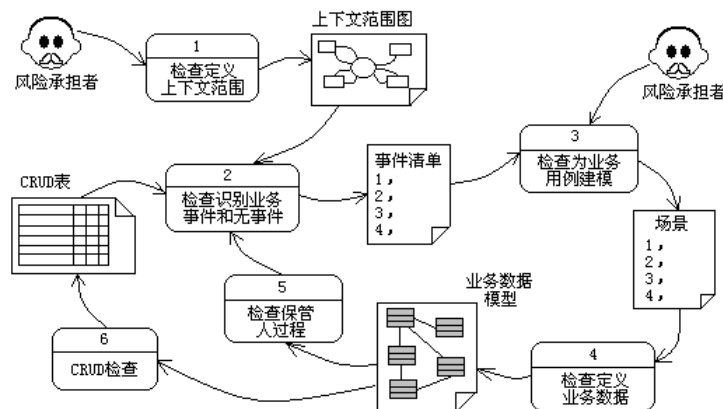 上下文范围图
风险承担者
1
检查定义
上下文范围
风险承担者
3
检查为业务
用例建模
事件清单
1，
2，
3，
4，
2
检查识别业务
事件和无事件
CRUD表
场景
1，
2，
3，
4，
5
检查保管
人过程
业务数据
模型
6
CRUD检查
4
检查定义
业务数据